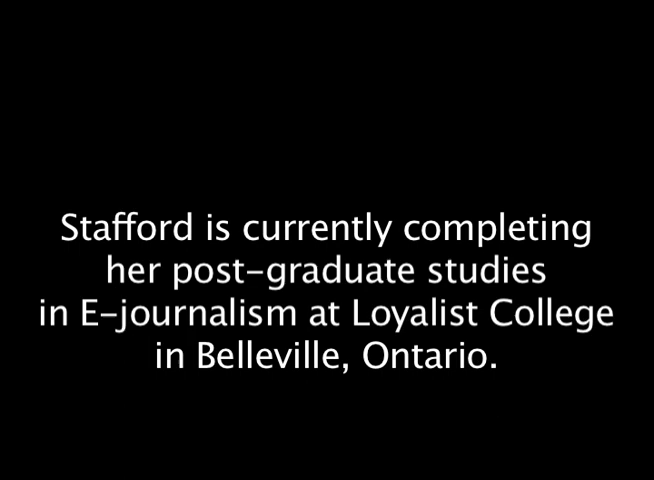 Stafford is currently completing
her post-graduate studies
in E-journalism at Loyalist College
in Belleville, Ontario.